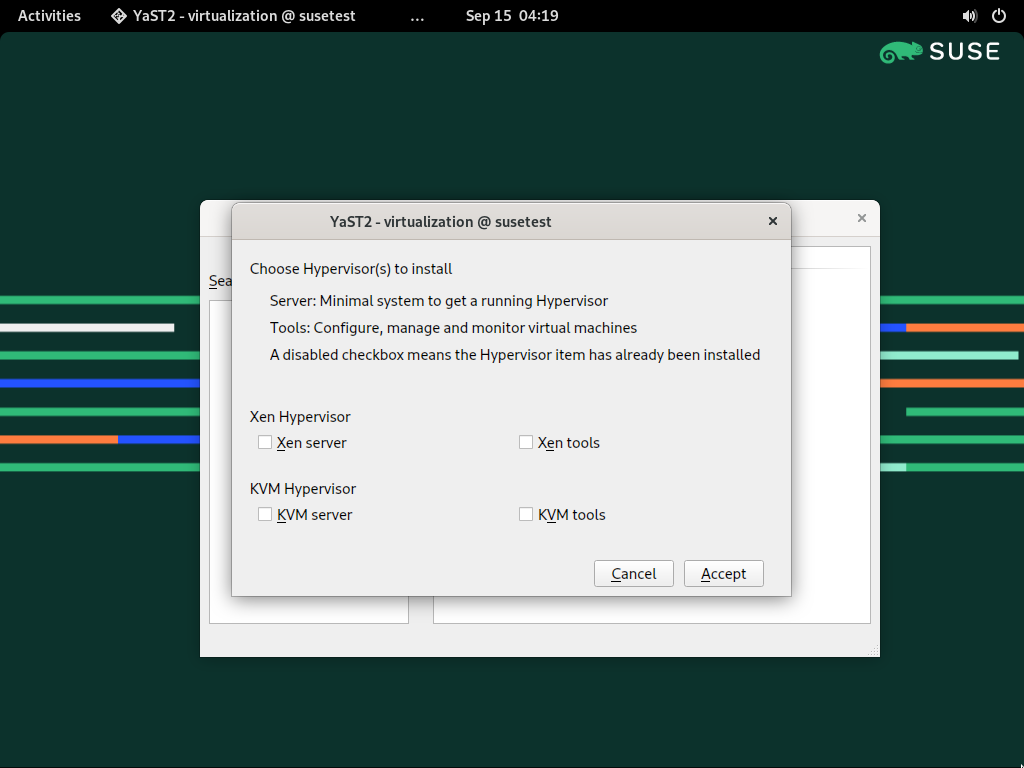 Activities YaST2 - virtualization @ susetest ... Sep 15 04:19
SUSE
YaST2 - virtualization @ susetest
Choose Hypervisor(s) to install
Sea
Server: Minimal system to get a running Hypervisor
Tools: Configure, manage and monitor virtual machines
A disabled checkbox means the Hypervisor item has already been installed
Xen Hypervisor
Xen server Xen tools
KVM Hypervisor
KVM server KVM tools
Cancel Accept